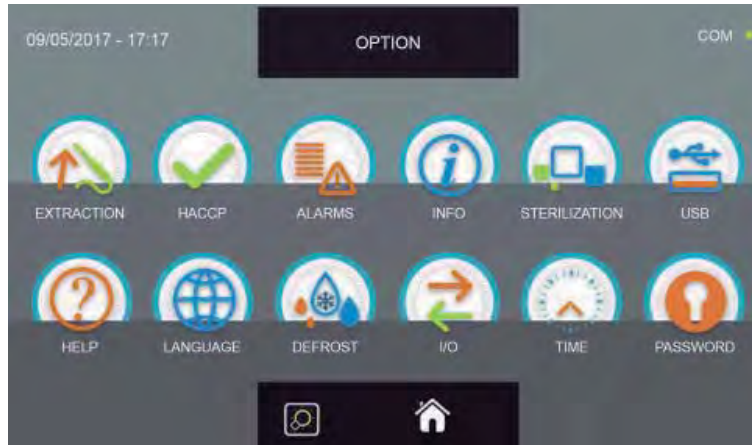 09/05/2017 - 17:17
OPTION
COM
EXTRACTION
HACCP
ALARMS
INFO
STERILIZATION
USB
HELP
LANGUAGE
DEFROST
I/O
TIME
PASSWORD